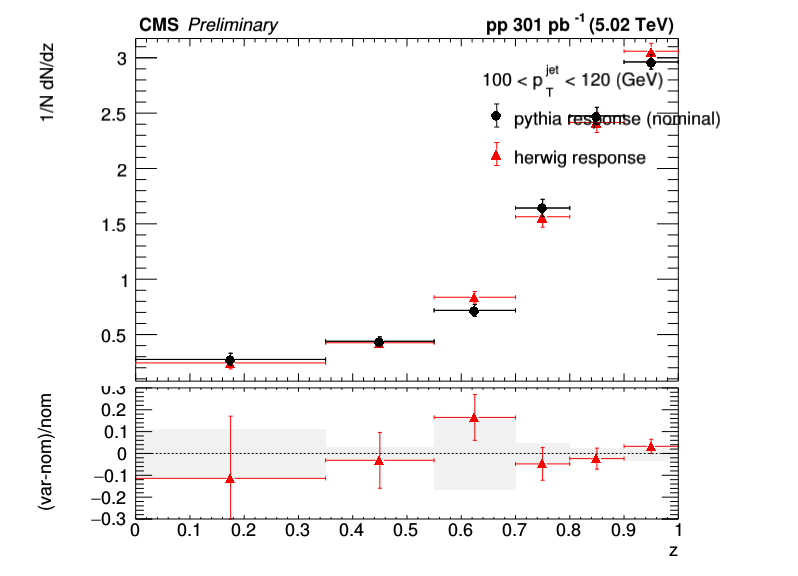 CMS Preliminary pp 301 pb -1 (5.02 TeV)
1/N dN/dz
3
2.5
2
1.5
1
0.5
100 < p T jet < 120 (GeV)
pythia response (nominal)
herwig response
(var-nom)/nom
0.3
0.2
0.1
0
−0.1
−0.2
−0.3
0 0.1 0.2 0.3 0.4 0.5 0.6 0.7 0.8 0.9 1
z